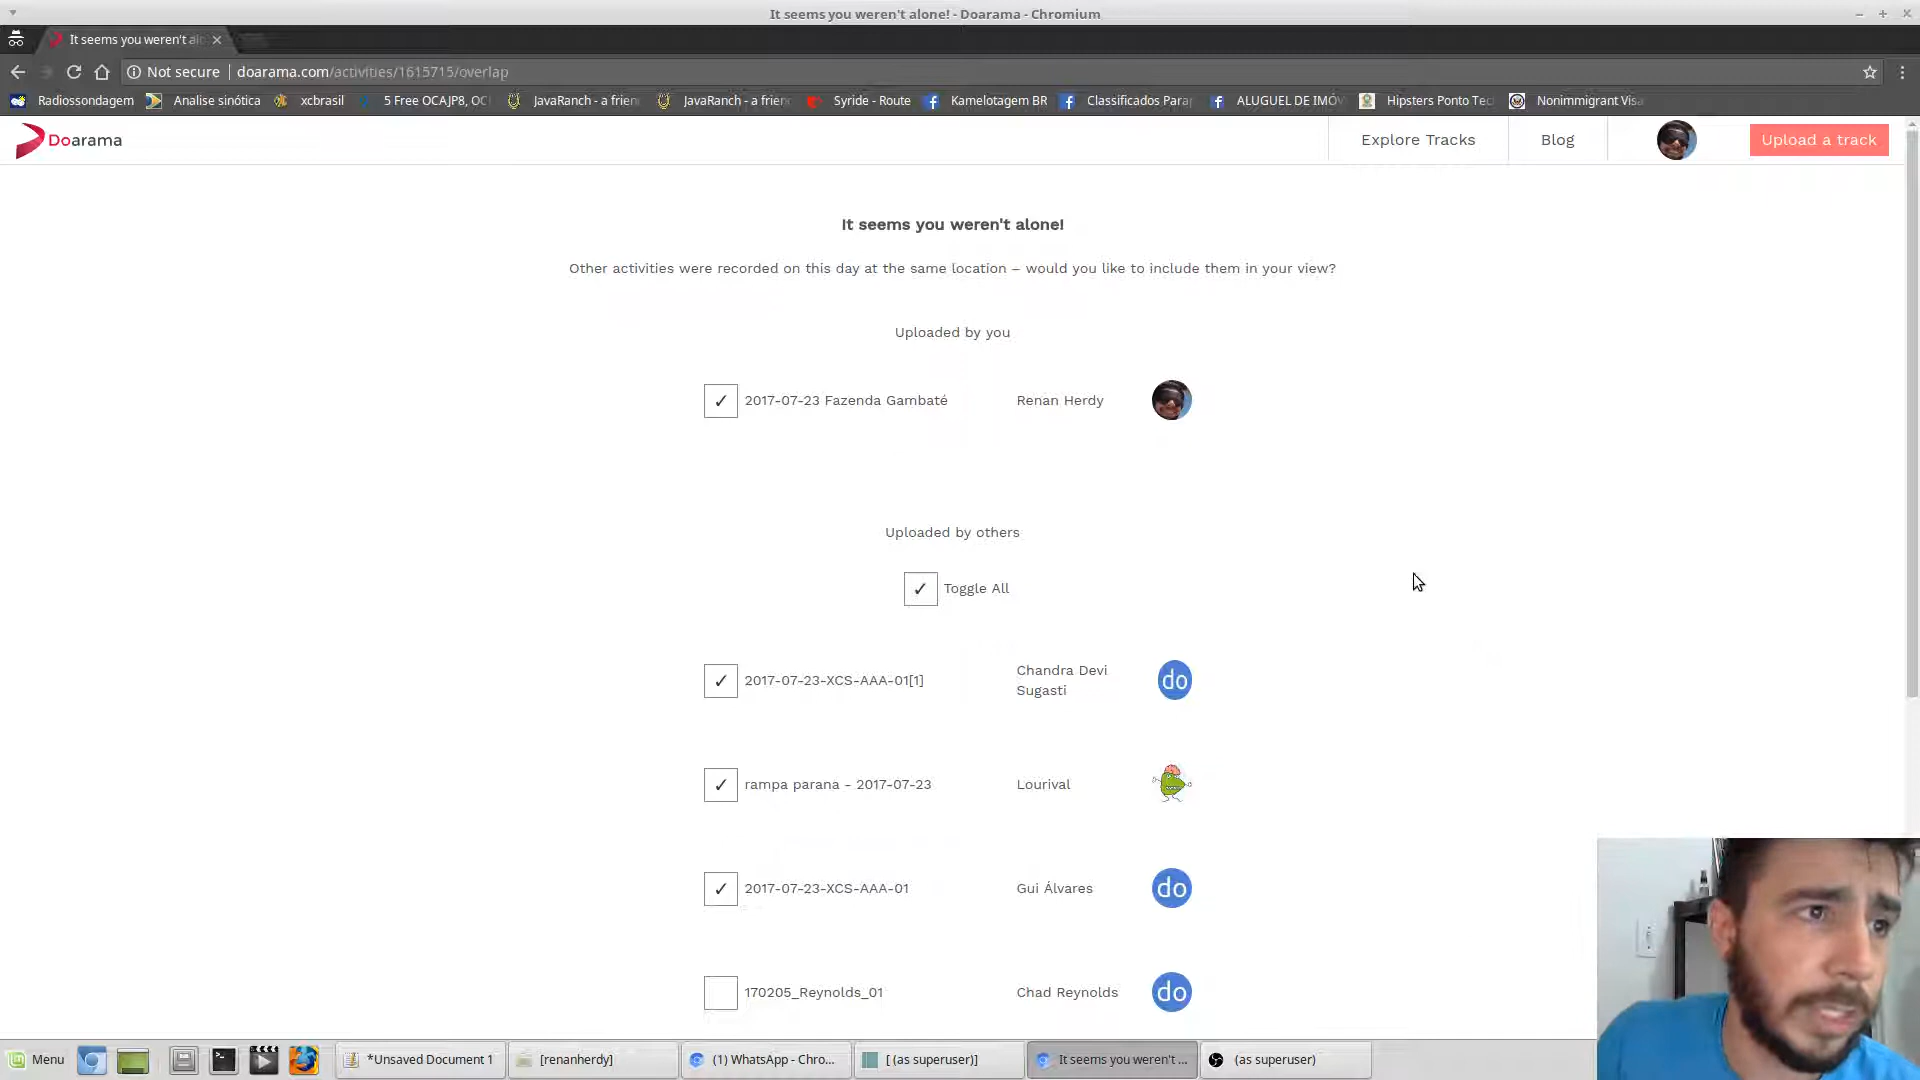 It seems you weren't alone! - Doarama - Chromium
It seems you weren't alo
Not secure | doarama.com/activities/1615715/overlap
Radiossondagem Analise sinótica xcbrasil 5 Free OCAJP8, OC JavaRanch - a frien JavaRanch - a frien Syride - Route Kamelotagem BR Classificados Para ALUGUEL DE IMÓV Hipsters Ponto Tec Nonimmigrant Visa
Doarama Explore Tracks Blog Upload a track
It seems you weren't alone!
Other activities were recorded on this day at the same location – would you like to include them in your view?
Uploaded by you
2017-07-23 Fazenda Gambaté Renan Herdy
Uploaded by others
Toggle All
2017-07-23-XCS-AAA-01[1] Chandra Devi
Sugasti do
rampa parana - 2017-07-23 Lourival
2017-07-23-XCS-AAA-01 Gui Álvares do
170205_Reynolds_01 Chad Reynolds do
Menu *Unsaved Document 1 [renanherdy] (1) WhatsApp - Chro... [ (as superuser)] It seems you weren't ... (as superuser)